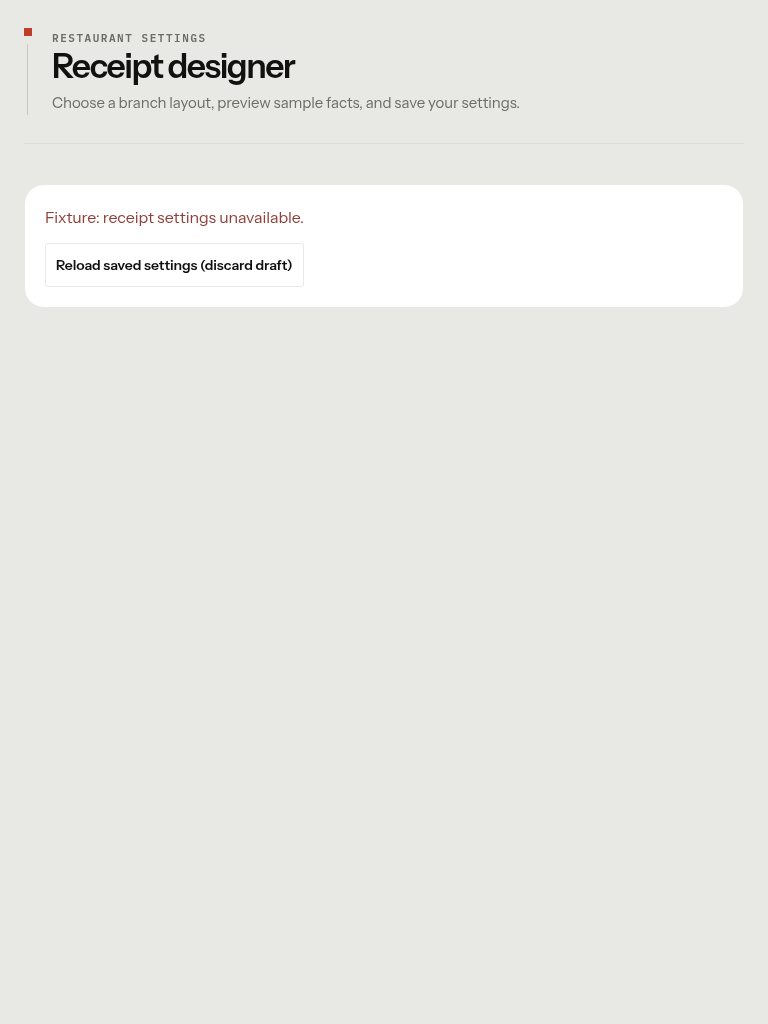 RESTAURANT SETTINGS
Receipt designer
Choose a branch layout, preview sample facts, and save your settings.
Fixture: receipt settings unavailable.
Reload saved settings (discard draft)